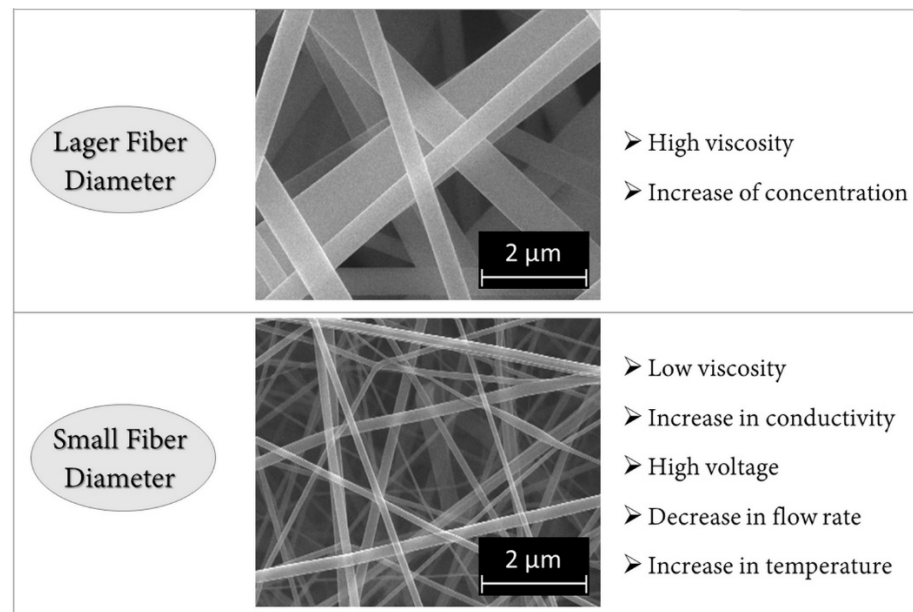 Lager Fiber
Diameter
2 μm
➢ High viscosity
➢ Increase of concentration
Small Fiber
Diameter
2 μm
➢ Low viscosity
➢ Increase in conductivity
➢ High voltage
➢ Decrease in flow rate
➢ Increase in temperature